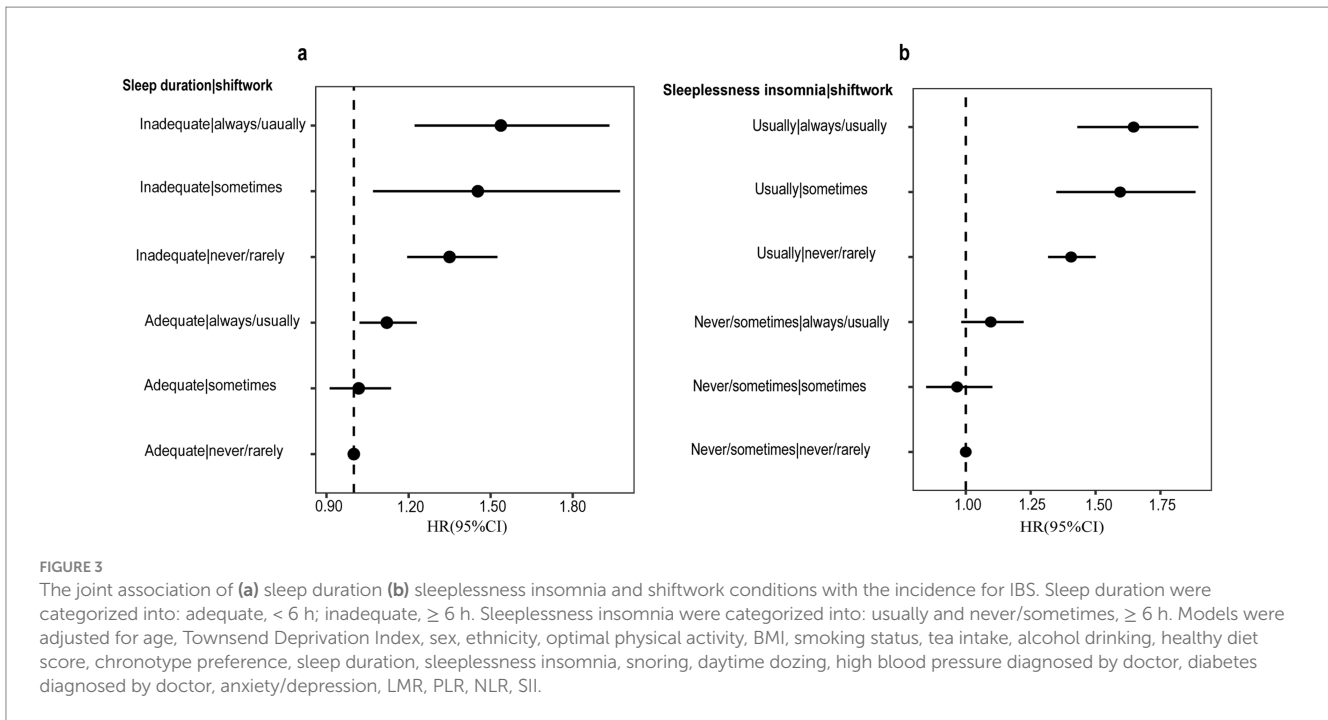 a
Sleep duration|shiftwork
Inadequate|always/uaually
Inadequate|sometimes
Inadequate|never/rarely
Adequate|always/usually
Adequate|sometimes
Adequate|never/rarely
0.90 1.20 1.50 1.80
HR(95%CI)
b
Sleeplessness insomnia|shiftwork
Usually|always/usually
Usually|sometimes
Usually|never/rarely
Never/sometimes|always/usually
Never/sometimes|sometimes
Never/sometimes|never/rarely
1.00 1.25 1.50 1.75
HR(95%CI)
FIGURE 3
The joint association of (a) sleep duration (b) sleeplessness insomnia and shiftwork conditions with the incidence for IBS. Sleep duration were
categorized into: adequate, < 6 h; inadequate, ≥ 6 h. Sleeplessness insomnia were categorized into: usually and never/sometimes, ≥ 6 h. Models were
adjusted for age, Townsend Deprivation Index, sex, ethnicity, optimal physical activity, BMI, smoking status, tea intake, alcohol drinking, healthy diet
score, chronotype preference, sleep duration, sleeplessness insomnia, snoring, daytime dozing, high blood pressure diagnosed by doctor, diabetes
diagnosed by doctor, anxiety/depression, LMR, PLR, NLR, SII.